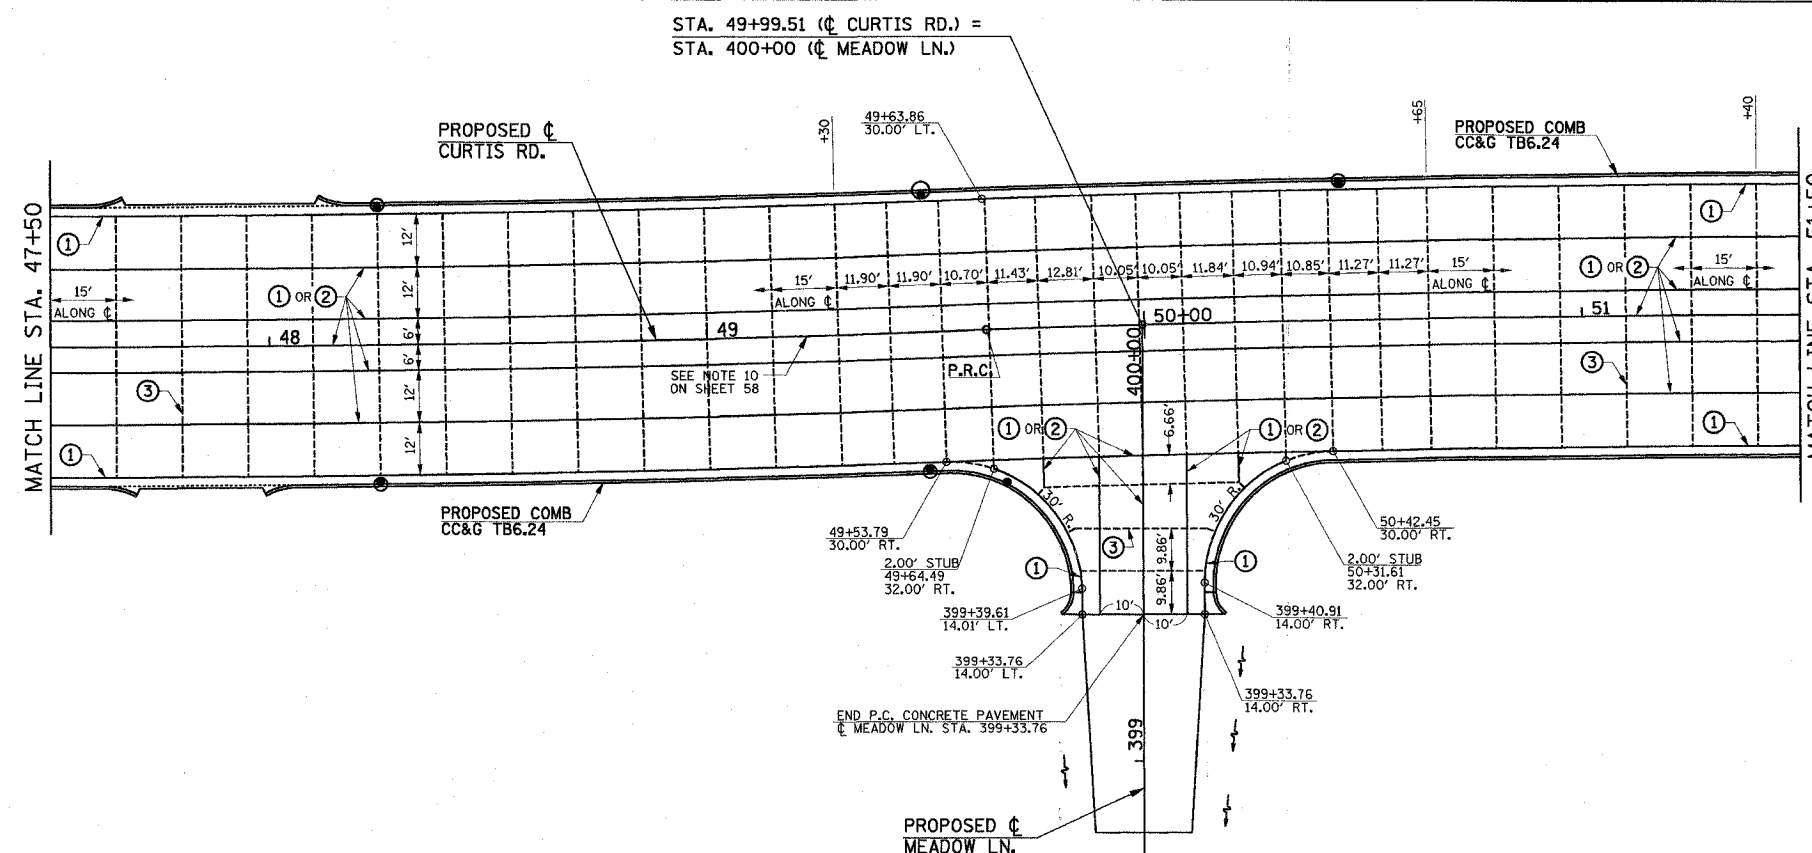 STA. 49+99.51 (℄ CURTIS RD.) =
STA. 400+00 (℄ MEADOW LN.)
PROPOSED ℄
CURTIS RD.
+30
49+63.86
30.00' LT.
+65
PROPOSED COMB
CC&G TB6.24
+40
MATCH LINE STA. 47+50
1
12'
12'
6'
6'
12'
12'
15'
ALONG ℄
1 OR 2
48
3
1
49
SEE NOTE 10
ON SHEET 58
15'
ALONG ℄
11.90'
11.90'
10.70'
11.43'
12.81'
10.05'
10.05'
11.84'
10.94'
10.85'
11.27'
11.27'
15'
ALONG ℄
1 OR 2
15'
ALONG ℄
1
50+00
400+00
51
P.R.C.
3
1
MATCH LINE STA. 51+50
1 OR 2
6.66'
1 OR 2
30' R.
30' R.
PROPOSED COMB
CC&G TB6.24
49+53.79
30.00' RT.
2.00' STUB
49+64.49
32.00' RT.
50+42.45
30.00' RT.
2.00' STUB
50+31.61
32.00' RT.
3
9.86'
9.86'
1
1
10'
10'
399+39.61
14.01' LT.
399+40.91
14.00' RT.
399+33.76
14.00' LT.
399+33.76
14.00' RT.
END P.C. CONCRETE PAVEMENT
℄ MEADOW LN. STA. 399+33.76
399
PROPOSED ℄
MEADOW LN.